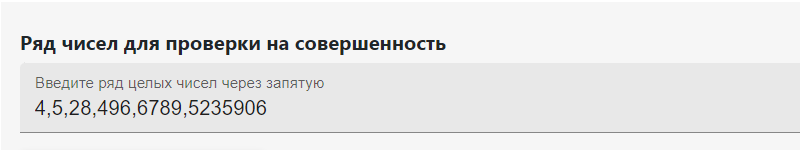 Ряд чисел для проверки на совершенность
Введите ряд целых чисел через запятую
4,5,28,496,6789,5235906